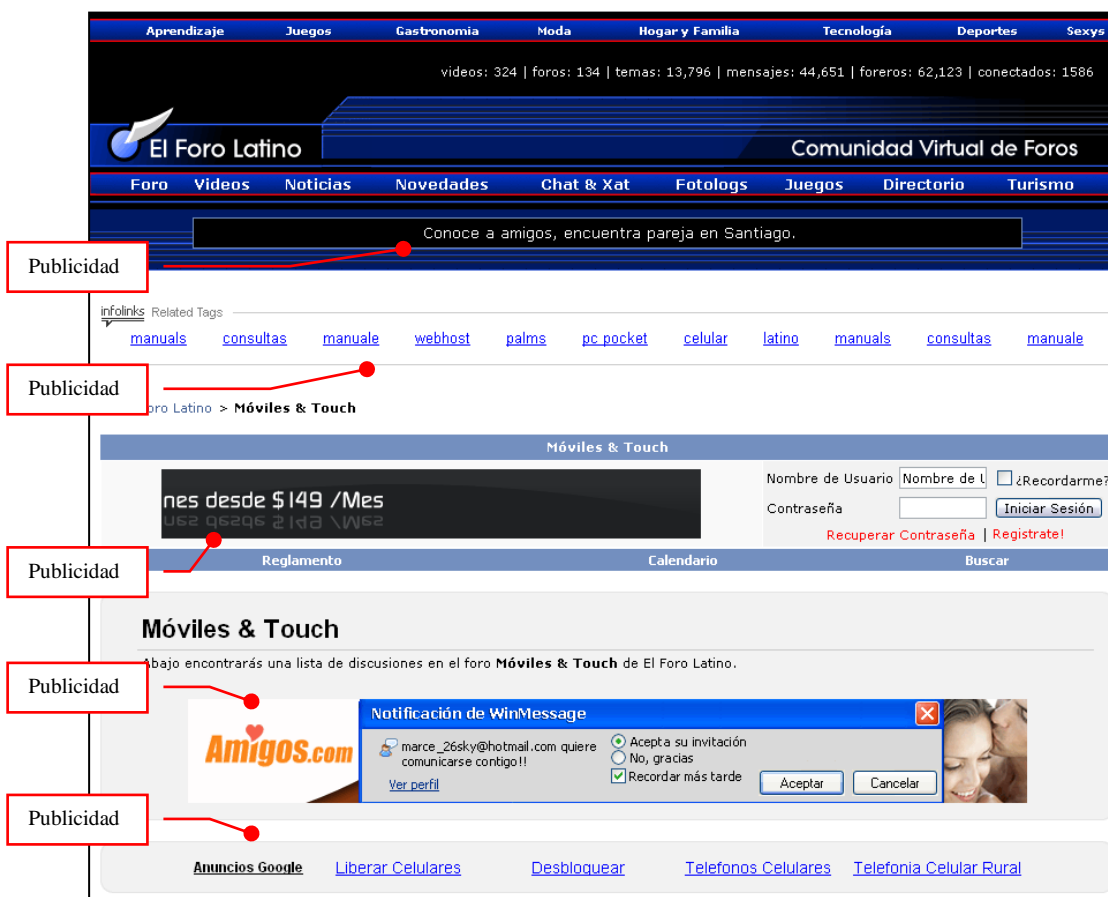 Aprendizaje Juegos Gastronomia Moda Hogar y Familia Tecnología Deportes Sexys
videos: 324 | foros: 134 | temas: 13,796 | mensajes: 44,651 | foreros: 62,123 | conectados: 1586
El Foro Latino Comunidad Virtual de Foros
Foro Videos Noticias Novedades Chat & Xat Fotologs Juegos Directorio Turismo
Conoce a amigos, encuentra pareja en Santiago.
Publicidad
infolinks Related Tags
manuals consultas manuale webhost palms pc pocket celular latino manuals consultas manuale
Publicidad
oro Latino > Móviles & Touch
Móviles & Touch
Nombre de Usuario Nombre de U ¿Recordarme?
nes desde $149 /Mes
Contraseña Iniciar Sesión
Recuperar Contraseña | Registrate!
Publicidad
Reglamento Calendario Buscar
Móviles & Touch
Abajo encontrarás una lista de discusiones en el foro Móviles & Touch de El Foro Latino.
Publicidad
Notificación de WinMessage
Amigos.com
marce_26sky@hotmail.com quiere
comunicarse contigo!!
Ver perfil
Acepta su invitación
No, gracias
Recordar más tarde
Aceptar Cancelar
Publicidad
Anuncios Google Liberar Celulares Desbloquear Telefonos Celulares Telefonia Celular Rural